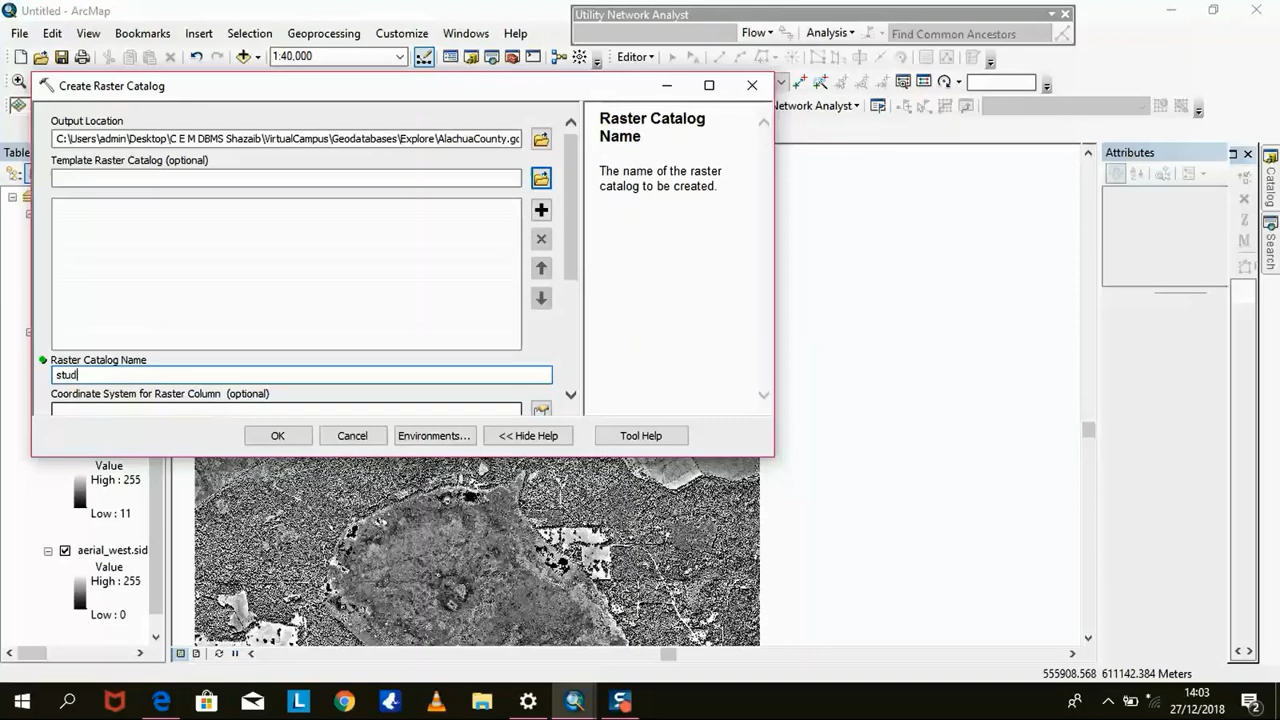 Untitled - ArcMap
File Edit View Bookmarks Insert Selection Geoprocessing Customize Windows Help
Utility Network Analyst
Flow Analysis Find Common Ancestors
1:40,000
Editor
Create Raster Catalog
Network Analyst
Output Location
C:\Users\admin\Desktop\C E M DBMS Shazaib\VirtualCampus\Geodatabases\Explore\AlachuaCounty.gc
Template Raster Catalog (optional)
Raster Catalog Name
stud
Coordinate System for Raster Column (optional)
OK Cancel Environments... << Hide Help Tool Help
Raster Catalog
Name
The name of the raster
catalog to be created.
Table
Attributes
Catalog
Search
Value
High : 255
Low : 11
aerial_west.sid
Value
High : 255
Low : 0
555908.568 611142.384 Meters
14:03
27/12/2018
2